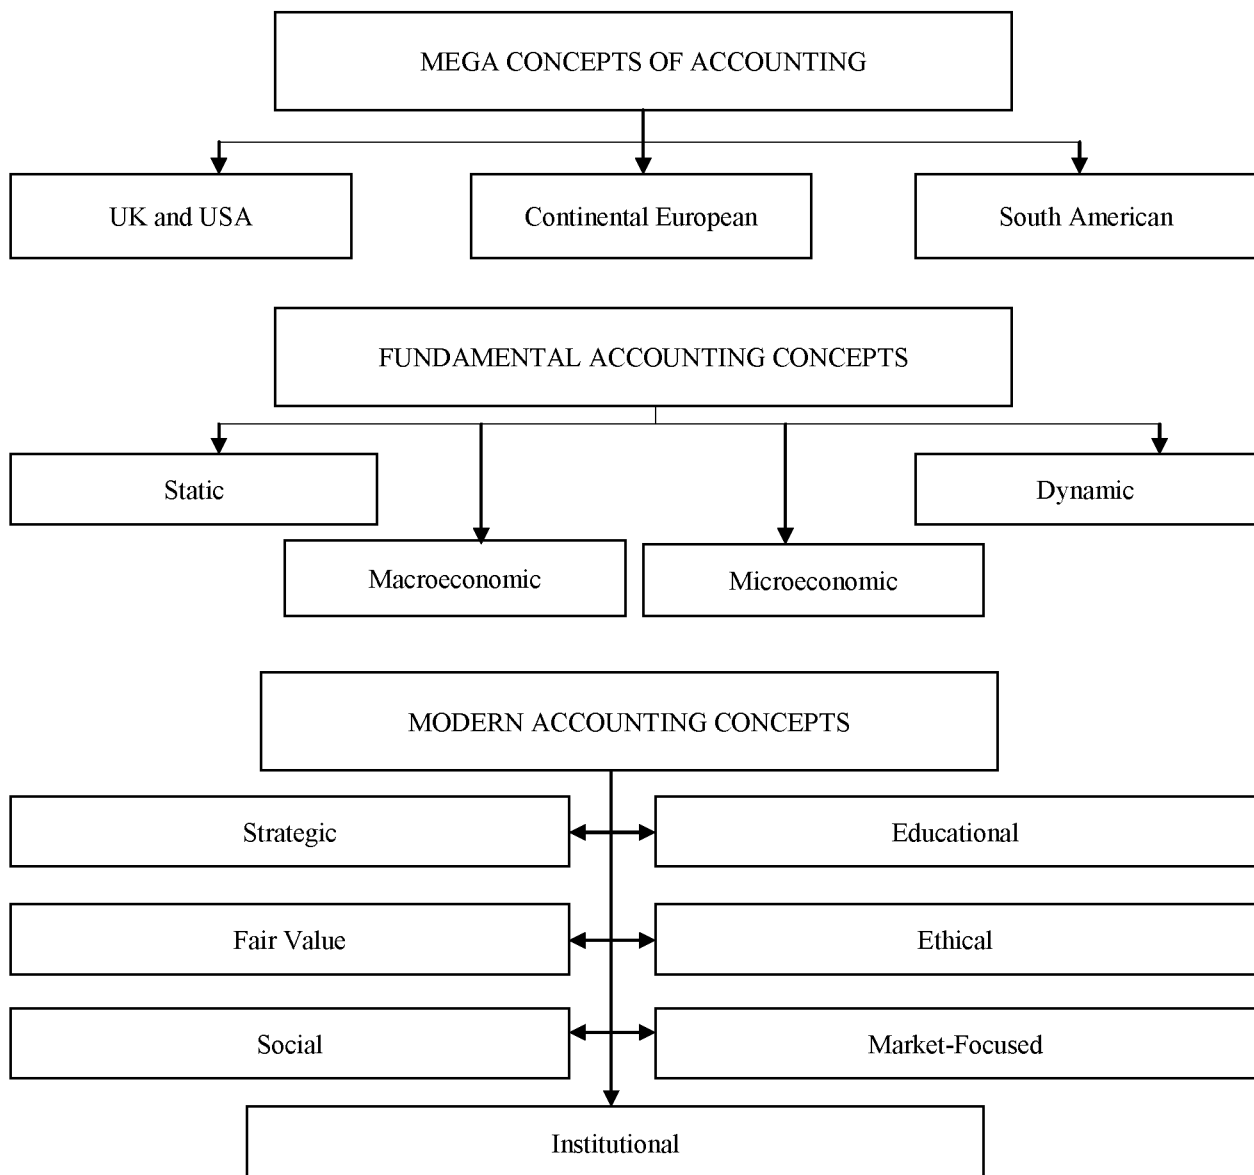 MEGA CONCEPTS OF ACCOUNTING
UK and USA
Continental European
South American
FUNDAMENTAL ACCOUNTING CONCEPTS
Static
Dynamic
Macroeconomic
Microeconomic
MODERN ACCOUNTING CONCEPTS
Strategic
Educational
Fair Value
Ethical
Social
Market-Focused
Institutional